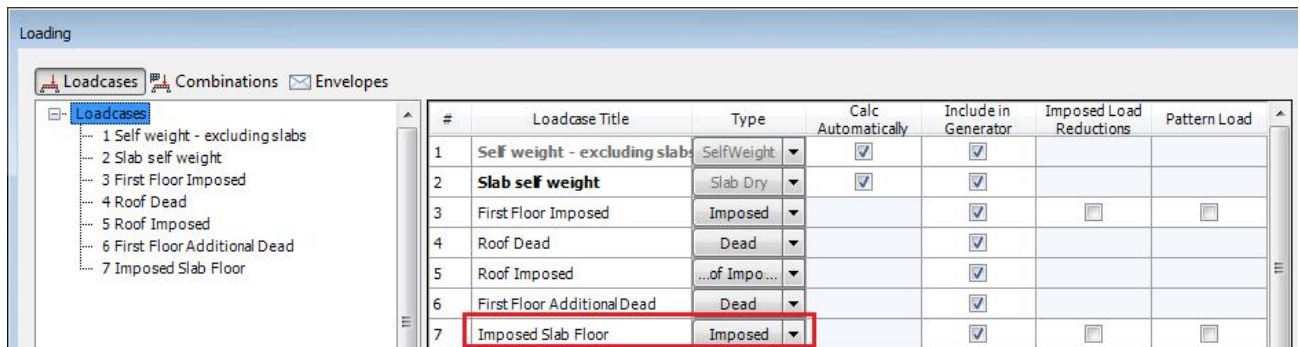 Loading
Loadcases Combinations Envelopes
Loadcases
1 Self weight - excluding slabs
2 Slab self weight
3 First Floor Imposed
4 Roof Dead
5 Roof Imposed
6 First Floor Additional Dead
7 Imposed Slab Floor
# Loadcase Title Type Calc Automatically Include in Generator Imposed Load Reductions Pattern Load
1 Self weight - excluding slabs SelfWeight
2 Slab self weight Slab Dry
3 First Floor Imposed Imposed
4 Roof Dead Dead
5 Roof Imposed ...of Impo...
6 First Floor Additional Dead Dead
7 Imposed Slab Floor Imposed